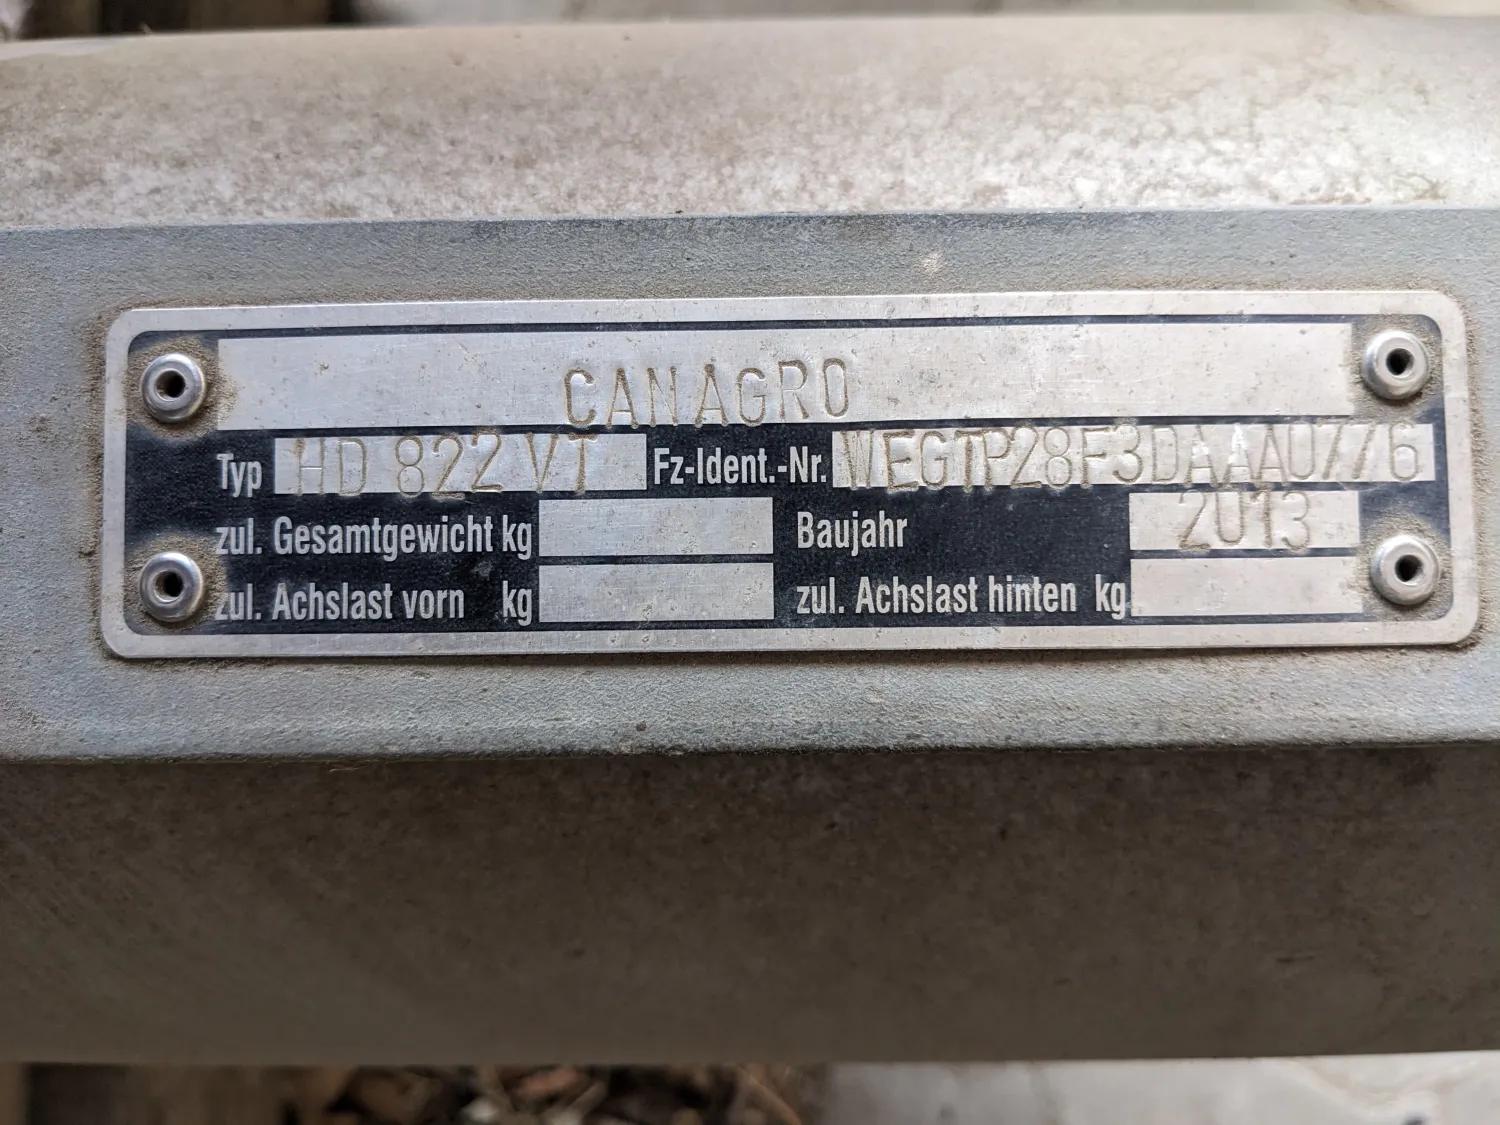 CANAGRO
Typ HD 822 VT Fz-Ident.-Nr. WEGTP28F3DAAAU776
zul. Gesamtgewicht kg Baujahr 2013
zul. Achslast vorn kg zul. Achslast hinten kg